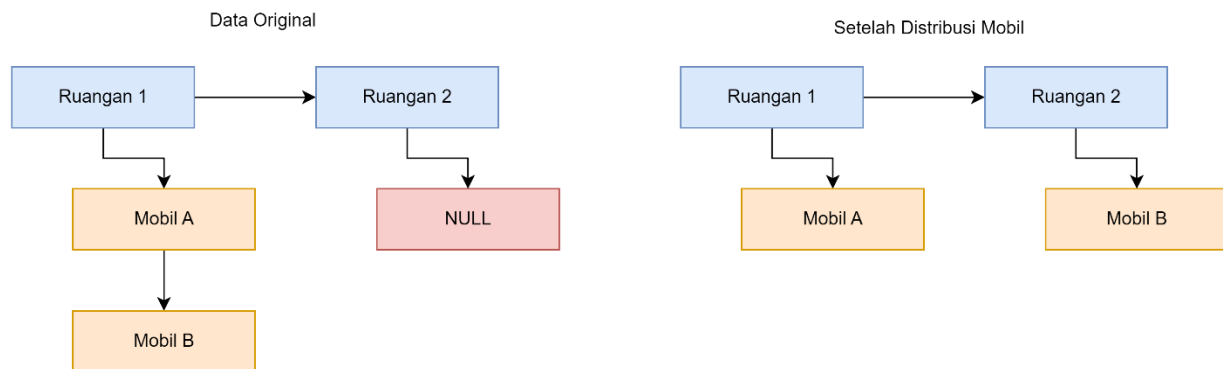 Data Original
Ruangan 1
Ruangan 2
Mobil A
NULL
Mobil B
Setelah Distribusi Mobil
Ruangan 1
Ruangan 2
Mobil A
Mobil B